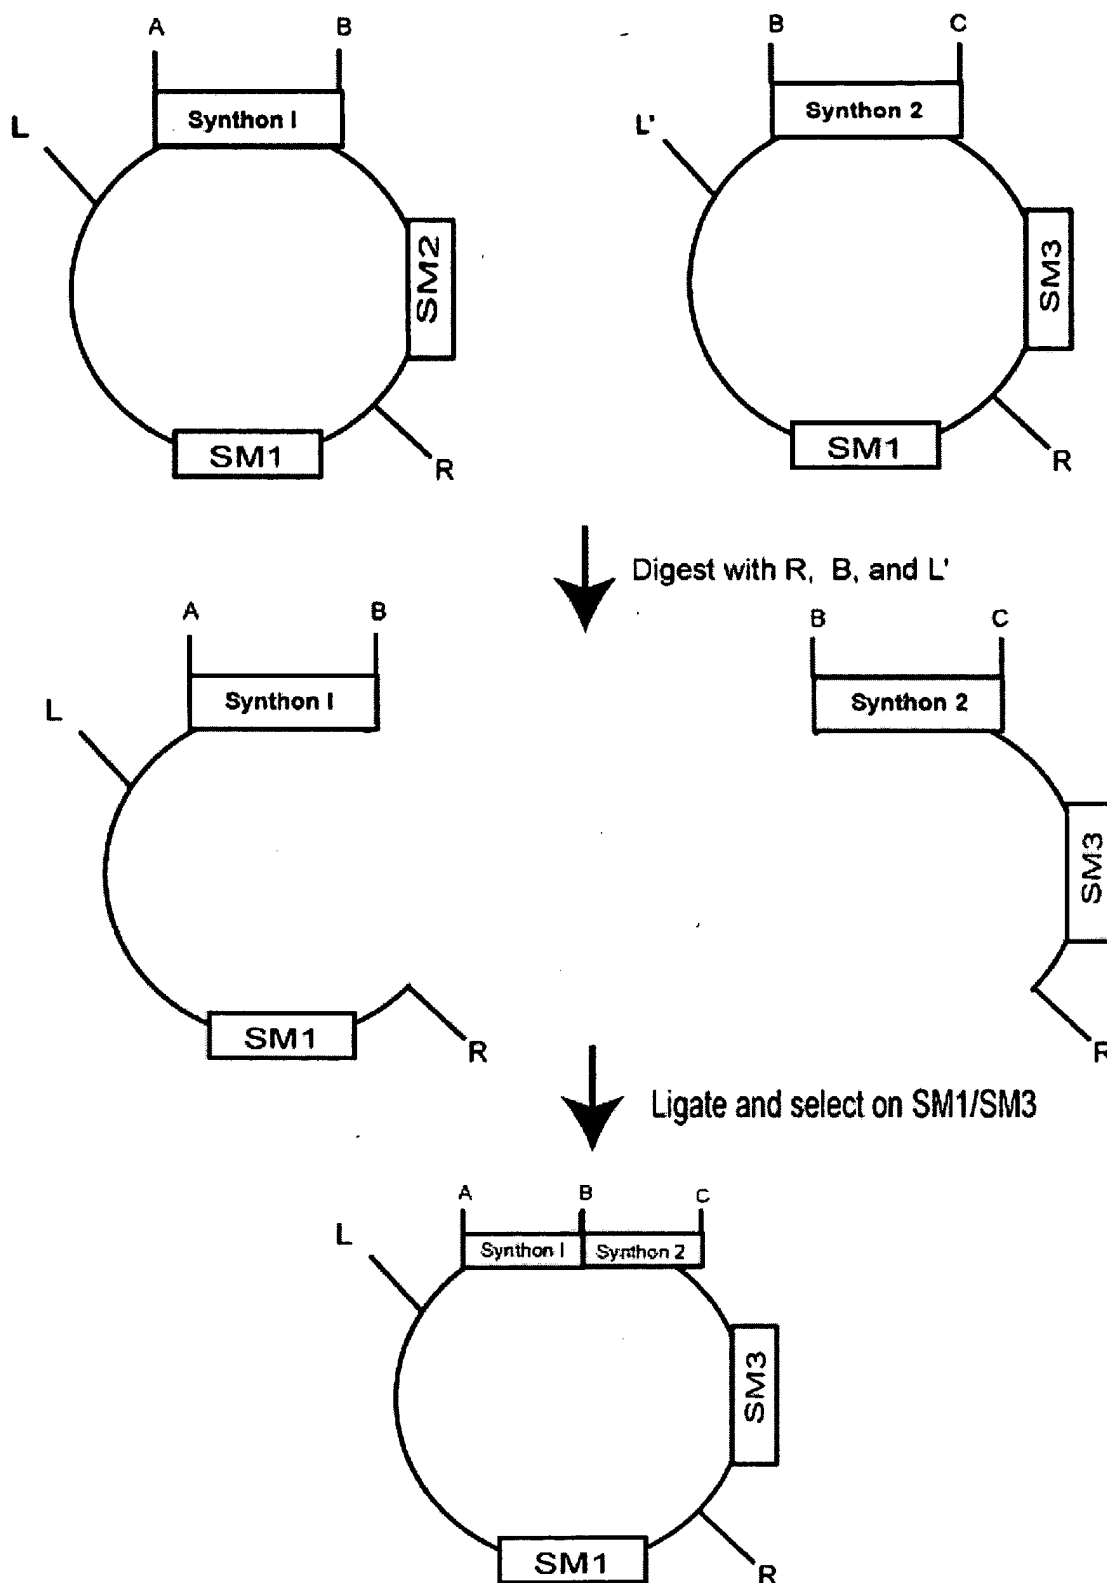 A B
B C
Synthon I
Synthon 2
L
L'
SM2
SM3
SM1
R
SM1
R
Digest with R, B, and L'
A B
B C
Synthon I
Synthon 2
L
SM3
SM1
R
R
Ligate and select on SM1/SM3
A B C
L
Synthon I Synthon 2
SM3
SM1
R